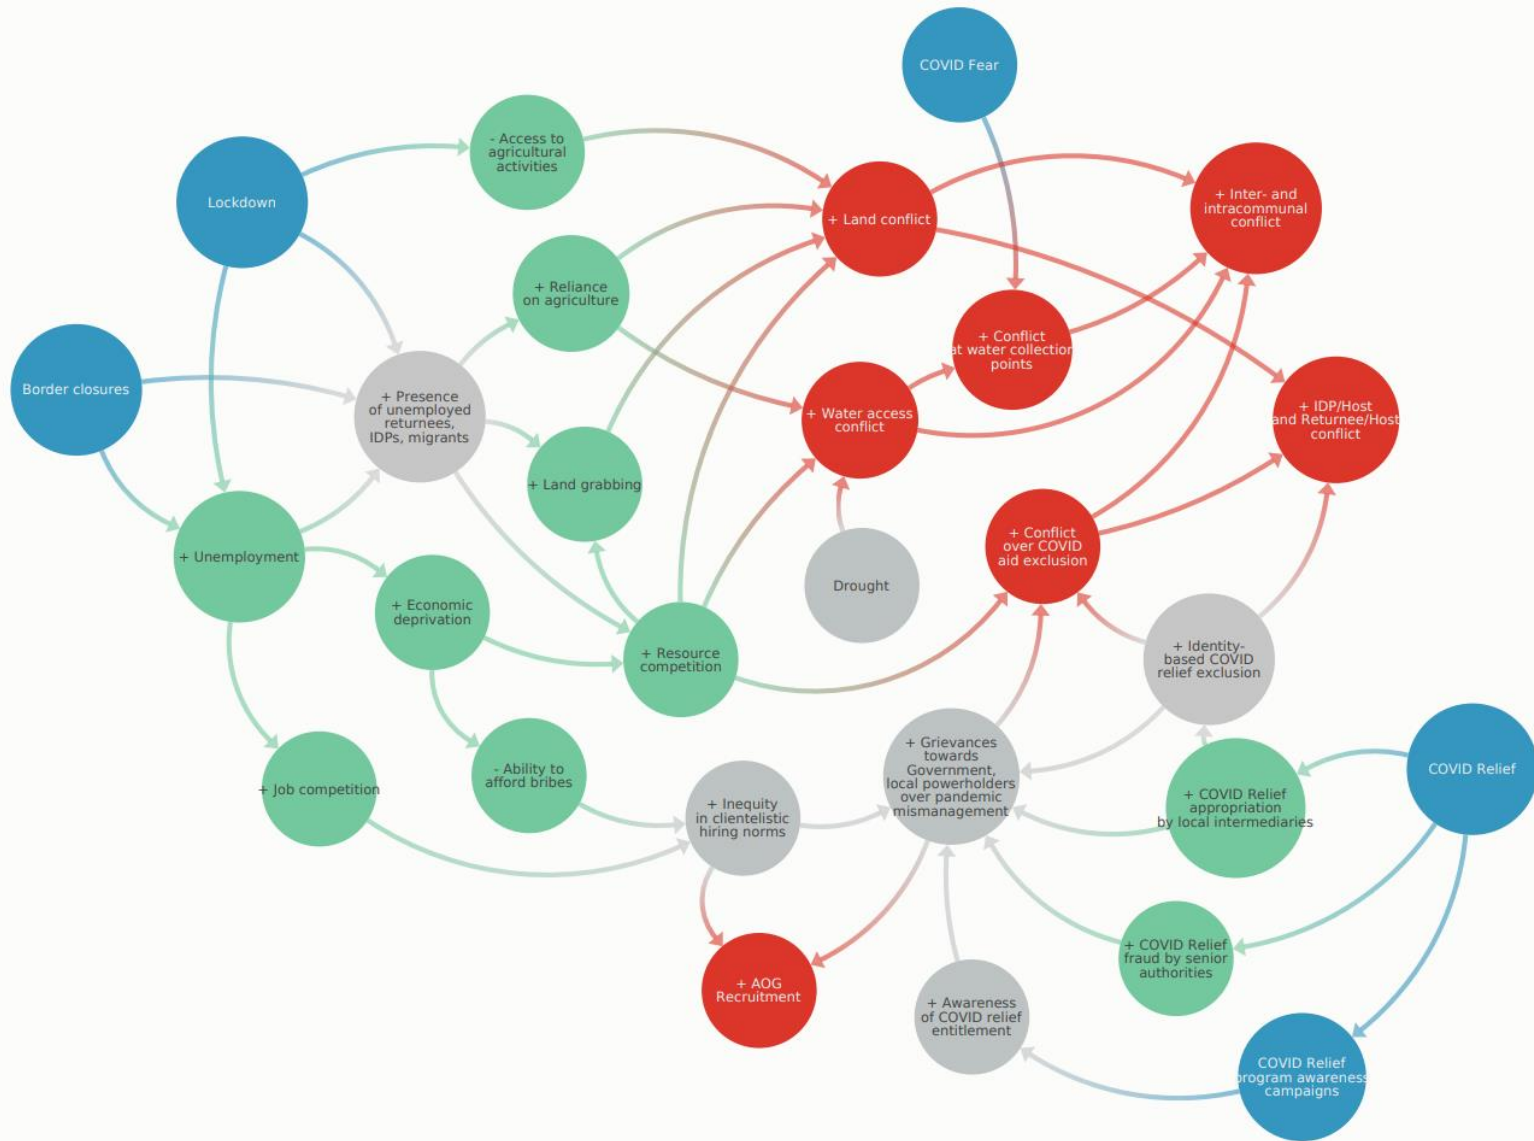 COVID Fear
- Access to
agricultural
activities
Lockdown
+ Land conflict
+ Inter- and
intracommunal
conflict
+ Reliance
on agriculture
+ Conflict
at water collection
points
Border closures
+ Presence
of unemployed
returnees,
IDPs, migrants
+ Water access
conflict
+ IDP/Host
and Returnee/Host
conflict
+ Land grabbing
+ Unemployment
+ Conflict
over COVID
aid exclusion
Drought
+ Economic
deprivation
+ Resource
competition
+ Identity-
based COVID
relief exclusion
+ Grievances
towards
Government,
local powerholders
over pandemic
mismanagement
COVID Relief
- Ability to
afford bribes
+ Job competition
+ Inequity
in clientelistic
hiring norms
+ COVID Relief
appropriation
by local intermediaries
+ COVID Relief
fraud by senior
authorities
+ AOG
Recruitment
+ Awareness
of COVID relief
entitlement
COVID Relief
program awareness
campaigns